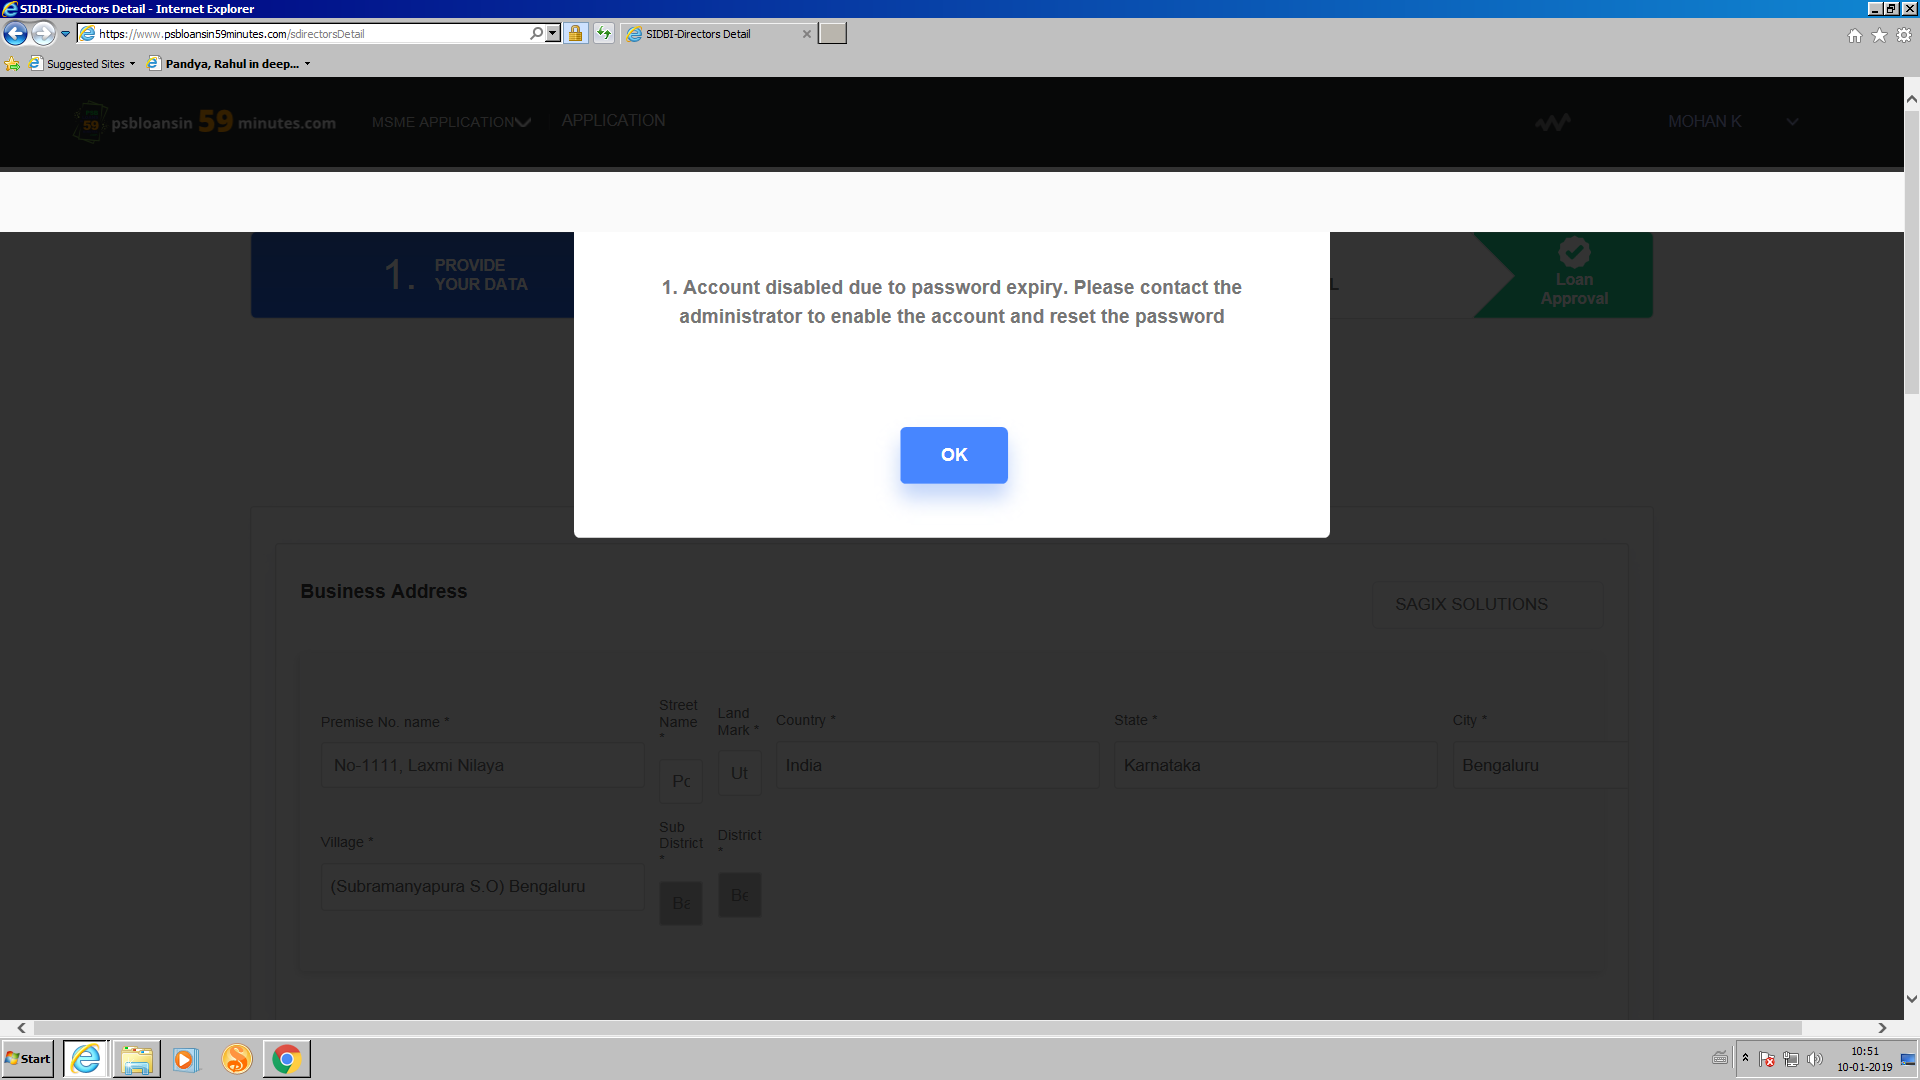 SIDBI-Directors Detail - Internet Explorer
https://www.psbloansin59minutes.com/sdirectorsDetail
SIDBI-Directors Detail
Suggested Sites
Pandya, Rahul in deep...
59 psbloansin 59 minutes.com
MSME APPLICATION
APPLICATION
MOHAN K
1. PROVIDE
YOUR DATA
L
Loan
Approval
1. Account disabled due to password expiry. Please contact the
administrator to enable the account and reset the password
OK
Business Address
SAGIX SOLUTIONS
Premise No. name *
Street
Name
*
Land
Mark *
Country *
State *
City *
No-1111, Laxmi Nilaya
Pc
Ut
India
Karnataka
Bengaluru
Village *
Sub
District
*
District
*
(Subramanyapura S.O) Bengaluru
Ba
Be
Start
10:51
10-01-2019